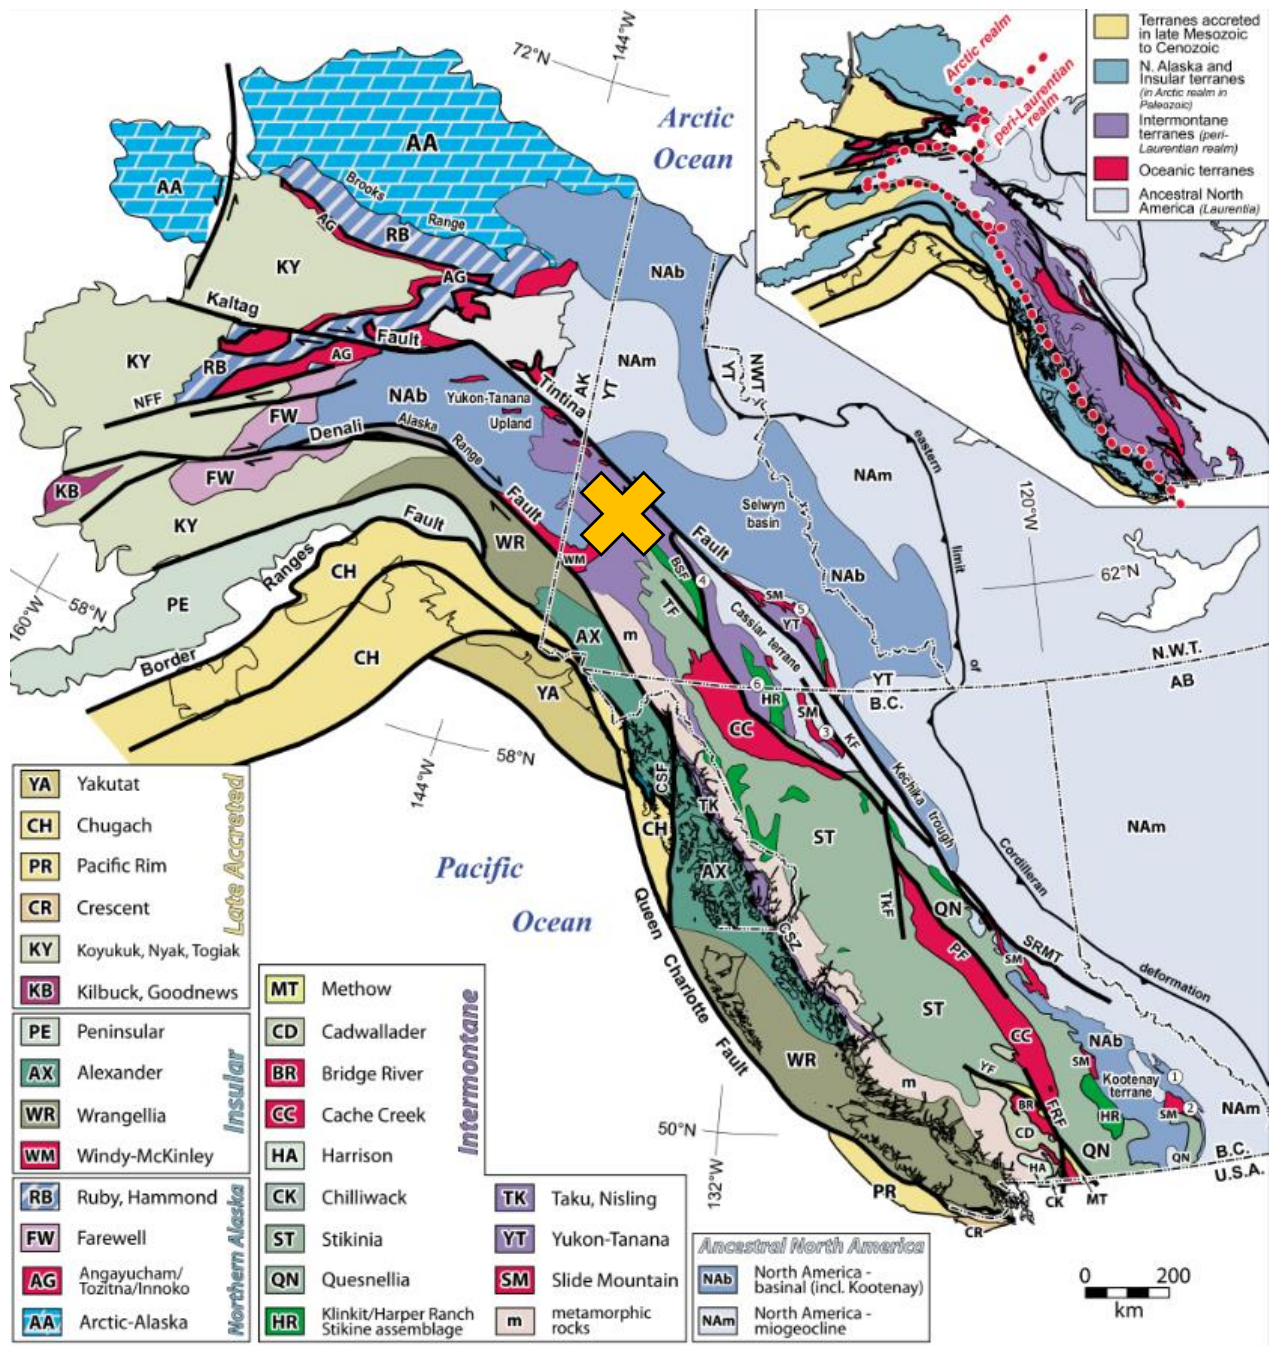 72°N
144°W
Arctic
Ocean
AA
AA
Brooks
Range
AG
RB
KY
AG
NAb
Kaltag
Fault
NAm
AK
YT
NWT
YT
KY
RB
AG
NFF
NAb
Yukon-Tanana
Upland
Tintina
FW
Denali
Alaska
Range
eastern
NAm
KB
FW
Fault
Selwyn
basin
120°W
KY
Fault
WR
Fault
limit
62°N
WM
BSF
4
NAb
Ranges
CH
160°W
58°N
PE
TF
SM
5
YT
Cassiar terrane
AX
m
Border
CH
of
N.W.T.
AB
YT
B.C.
YA
6
HR
SM
3
KF
CC
58°N
144°W
CSF
Kechika
trough
TK
CH
ST
NAm
Pacific
Ocean
AX
Cordilleran
Queen
Charlotte
Fault
TkF
QN
CSZ
PF
SRMT
SM
deformation
ST
CC
NAb
WR
YF
SM
Kootenay
terrane
1
m
BR
FRF
HR
SM
2
NAm
50°N
CD
QN
QN
B.C.
U.S.A.
132°W
HA
PR
CK
MT
CR
0
200
km
Arctic realm
peri-Laurentian
realm
Terranes accreted
in late Mesozoic
to Cenozoic
N. Alaska and
Insular terranes
(in Arctic realm in
Paleozoic)
Intermontane
terranes (peri-
Laurentian realm)
Oceanic terranes
Ancestral North
America (Laurentia)
YA Yakutat
CH Chugach
PR Pacific Rim
CR Crescent
KY Koyukuk, Nyak, Togiak
KB Kilbuck, Goodnews
Late Accreted
PE Peninsular
AX Alexander
WR Wrangellia
WM Windy-McKinley
Insular
RB Ruby, Hammond
FW Farewell
AG Angayucham/
Tozitna/Innoko
AA Arctic-Alaska
Northern Alaska
MT Methow
CD Cadwallader
BR Bridge River
CC Cache Creek
HA Harrison
CK Chilliwack
ST Stikinia
QN Quesnellia
HR Klinkit/Harper Ranch
Stikine assemblage
Intermontane
TK Taku, Nisling
YT Yukon-Tanana
SM Slide Mountain
m metamorphic
rocks
Ancestral North America
NAb North America -
basinal (incl. Kootenay)
NAm North America -
miogeocline